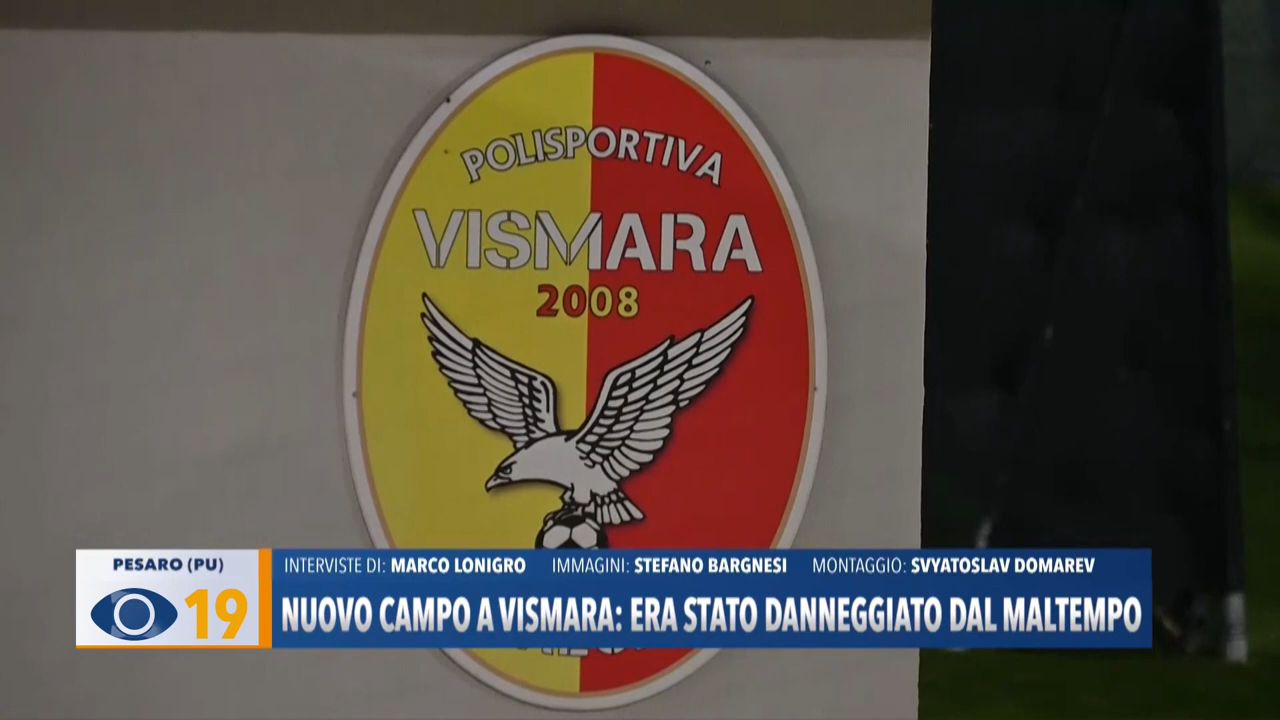 POLISPORTIVA
VISMARA
2008
PESARO (PU)
19
INTERVISTE DI: MARCO LONIGRO IMMAGINI: STEFANO BARGNESI MONTAGGIO: SVYATOSLAV DOMAREV
NUOVO CAMPO A VISMARA: ERA STATO DANNEGGIATO DAL MALTEMPO